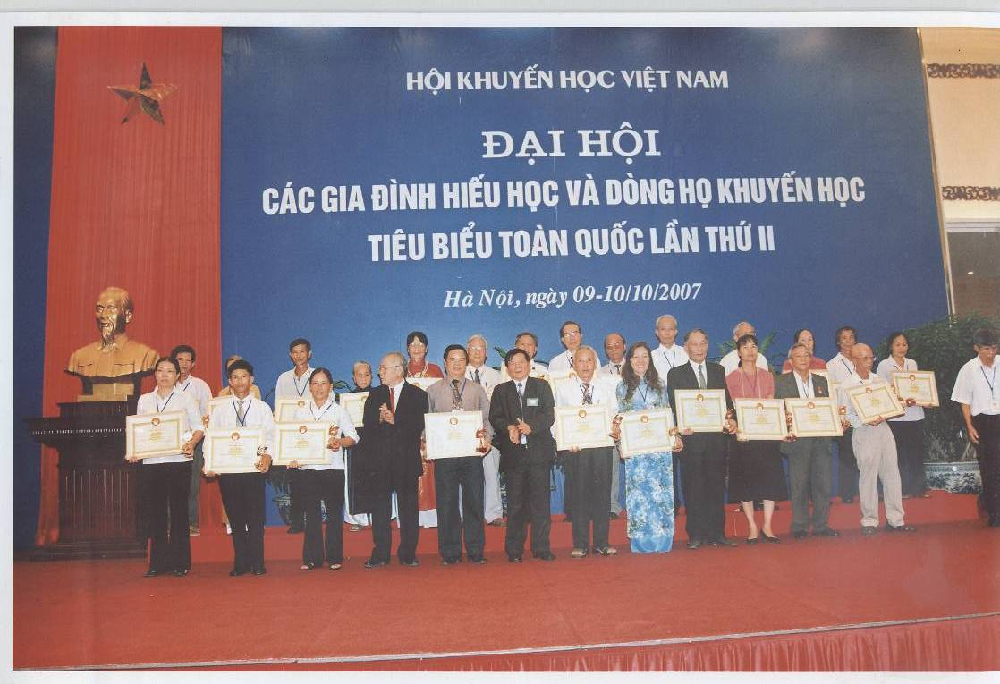 HỘI KHUYẾN HỌC VIỆT NAM
ĐẠI HỘI
CÁC GIA ĐÌNH HIẾU HỌC VÀ DÒNG HỌ KHUYẾN HỌC
TIÊU BIỂU TOÀN QUỐC LẦN THỨ II
Hà Nội, ngày 09-10/10/2007